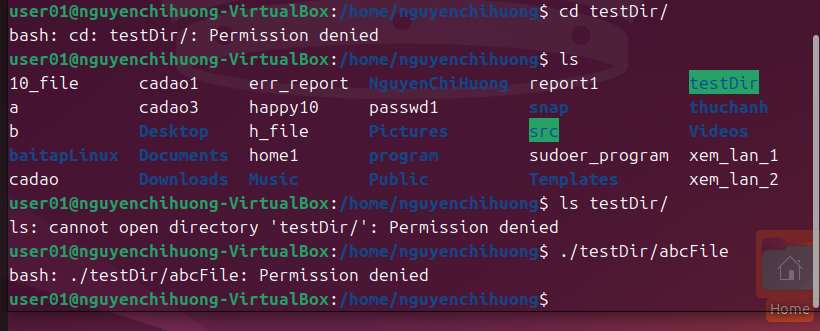 user01@nguyenchihuong-VirtualBox:/home/nguyenchihuong$ cd testDir/
bash: cd: testDir/: Permission denied
user01@nguyenchihuong-VirtualBox:/home/nguyenchihuong$ ls
10_file cadao1 err_report NguyenChiHuong report1 testDir
a cadao3 happy10 passwd1 snap thuchanh
b Desktop h_file Pictures src Videos
baitapLinux Documents home1 program sudoer_program xem_lan_1
cadao Downloads Music Public Templates xem_lan_2
user01@nguyenchihuong-VirtualBox:/home/nguyenchihuong$ ls testDir/
ls: cannot open directory 'testDir/': Permission denied
user01@nguyenchihuong-VirtualBox:/home/nguyenchihuong$ ./testDir/abcFile
bash: ./testDir/abcFile: Permission denied
user01@nguyenchihuong-VirtualBox:/home/nguyenchihuong$
Home